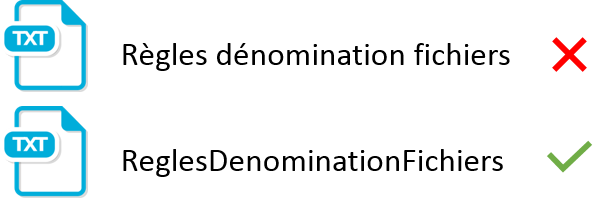 TXT
Règles dénomination fichiers
TXT
ReglesDenominationFichiers